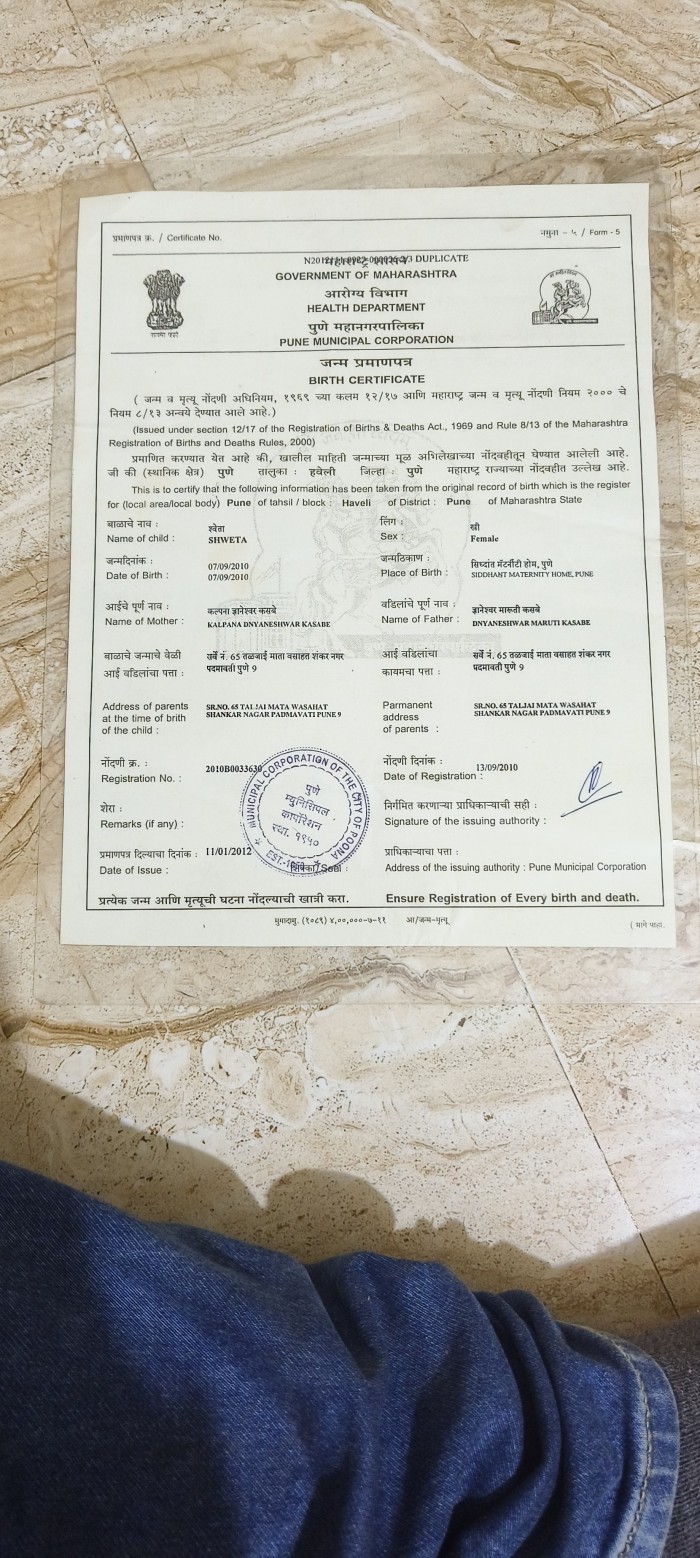 प्रमाणपत्र क्र. / Certificate No.
नमुना - ५ / Form - 5
DUPLICATE
महाराष्ट्र शासन
GOVERNMENT OF MAHARASHTRA
आरोग्य विभाग
HEALTH DEPARTMENT
पुणे महानगरपालिका
PUNE MUNICIPAL CORPORATION
जन्म प्रमाणपत्र
BIRTH CERTIFICATE
( जन्म व मृत्यू नोंदणी अधिनियम, १९६९ च्या कलम १२/१७ आणि महाराष्ट्र जन्म व मृत्यू नोंदणी नियम २००० चे
नियम ८/१३ अन्वये देण्यात आले आहे.)
(Issued under section 12/17 of the Registration of Births & Deaths Act., 1969 and Rule 8/13 of the Maharashtra
Registration of Births and Deaths Rules, 2000)
प्रमाणित करण्यात येत आहे की, खालील माहिती जन्माच्या मूळ अभिलेखाच्या नोंदवहीतून घेण्यात आलेली आहे.
जी की (स्थानिक क्षेत्र) पुणे तालुका : हवेली जिल्हा : पुणे महाराष्ट्र राज्याच्या नोंदवहीत उल्लेख आहे.
This is to certify that the following information has been taken from the original record of birth which is the register
for (local area/local body) Pune of tahsil / block : Haveli of District : Pune of Maharashtra State
बाळाचे नाव : श्वेता लिंग : स्त्री
Name of child : SHWETA Sex : Female
जन्मदिनांक : 07/09/2010 जन्मठिकाण : सिध्दांत मॅटर्नीटी होम, पुणे
Date of Birth : 07/09/2010 Place of Birth : SIDDHANT MATERNITY HOME, PUNE
आईचे पूर्ण नाव : कल्पना ज्ञानेश्वर कसबे वडिलांचे पूर्ण नाव : ज्ञानेश्वर मारुती कसबे
Name of Mother : KALPANA DNYANESHWAR KASABE Name of Father : DNYANESHWAR MARUTI KASABE
बाळाचे जन्माचे वेळी सर्वे नं. 65 तळजाई माता वसाहत शंकर नगर आई वडिलांचा सर्वे नं. 65 तळजाई माता वसाहत शंकर नगर
आई वडिलांचा पत्ता : पदमावती पुणे 9 कायमचा पत्ता : पदमावती पुणे 9
Address of parents SR.NO. 65 TALJAI MATA WASAHAT Parmanent SR.NO. 65 TALJAI MATA WASAHAT
at the time of brith SHANKAR NAGAR PADMAVATI PUNE 9 address SHANKAR NAGAR PADMAVATI PUNE 9
of the child : of parents :
नोंदणी क्र. : नोंदणी दिनांक : 13/09/2010
Registration No. : 2010B0033630 Date of Registration :
शेरा : निर्गमित करणाऱ्या प्राधिकाऱ्याची सही :
Remarks (if any) : Signature of the issuing authority :
MUNICIPAL CORPORATION OF THE CITY OF POONA
पुणे
म्युनिसिपल
कार्पोरेशन
स्था. १९५०
EST.-1950
प्रमाणपत्र दिल्याचा दिनांक : 11/01/2012 प्राधिकाऱ्याचा पत्ता :
Date of Issue : शिक्का/Seal : Address of the issuing authority : Pune Municipal Corporation
प्रत्येक जन्म आणि मृत्यूची घटना नोंदल्याची खात्री करा. Ensure Registration of Every birth and death.
मुमादामु. (१०८९) ४,००,०००-७-११ आ/जन्म-मृत्यू
( मागे पाहा.